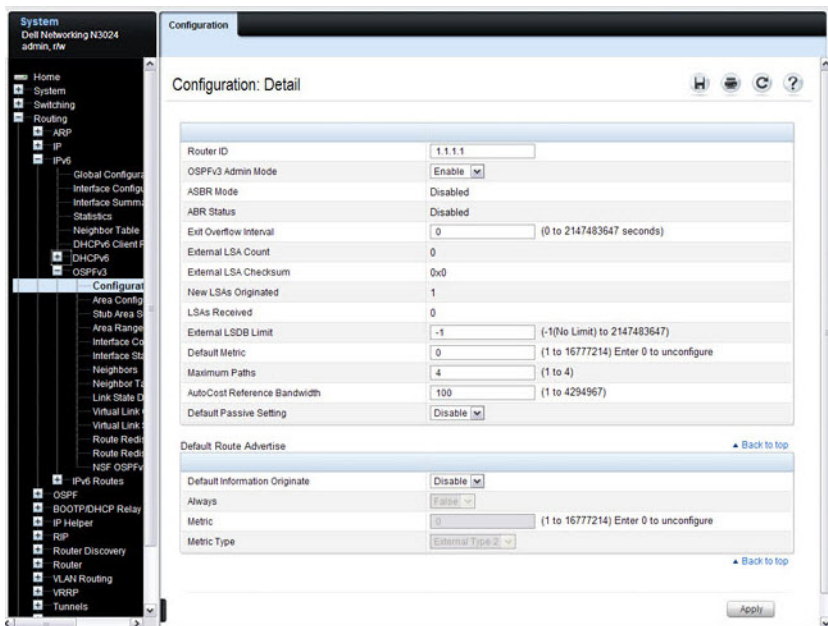 System
Dell Networking N3024
admin, r/w
Home
System
Switching
Routing
ARP
IP
IPv6
Global Configura
Interface Configu
Interface Summa
Statistics
Neighbor Table
DHCPv6 Client P
DHCPv6
OSPFv3
Configurat
Area Config
Stub Area S
Area Range
Interface Co
Interface Sta
Neighbors
Neighbor Ta
Link State D
Virtual Link
Virtual Link
Route Redis
Route Redis
NSF OSPFv
IPv6 Routes
OSPF
BOOTP/DHCP Relay
IP Helper
RIP
Router Discovery
Router
VLAN Routing
VRRP
Tunnels
Configuration
Configuration: Detail
Router ID 1.1.1.1
OSPFv3 Admin Mode Enable
ASBR Mode Disabled
ABR Status Disabled
Exit Overflow Interval 0 (0 to 2147483647 seconds)
External LSA Count 0
External LSA Checksum 0x0
New LSAs Originated 1
LSAs Received 0
External LSDB Limit -1 (-1(No Limit) to 2147483647)
Default Metric 0 (1 to 16777214) Enter 0 to unconfigure
Maximum Paths 4 (1 to 4)
AutoCost Reference Bandwidth 100 (1 to 4294967)
Default Passive Setting Disable
Back to top
Default Route Advertise
Default Information Originate Disable
Always False
Metric 0 (1 to 16777214) Enter 0 to unconfigure
Metric Type External Type 2
Back to top
Apply